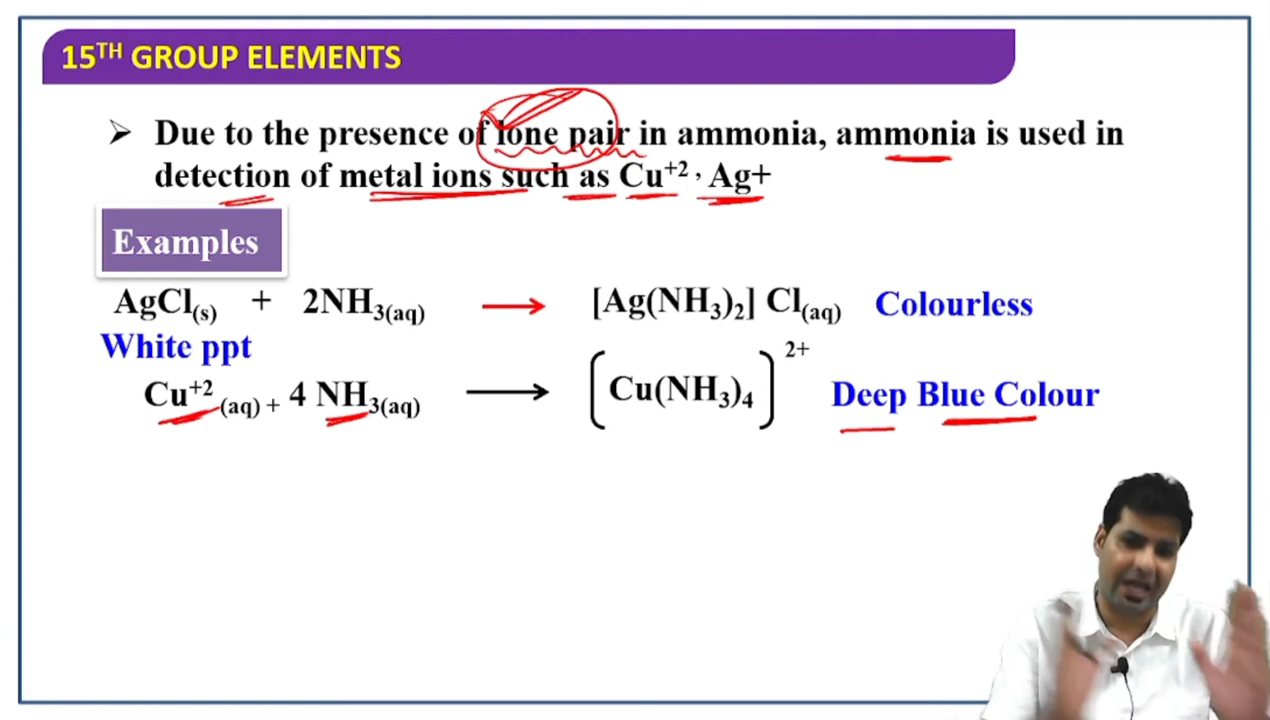 15TH GROUP ELEMENTS
➤ Due to the presence of lone pair in ammonia, ammonia is used in
detection of metal ions such as Cu⁺², Ag+
Examples
AgCl₍ₛ₎ + 2NH₃₍ₐq₎ → [Ag(NH₃)₂] Cl₍ₐq₎ Colourless
White ppt
Cu⁺² ₍ₐq₎ + 4 NH₃₍ₐq₎ → [Cu(NH₃)₄]²⁺ Deep Blue Colour